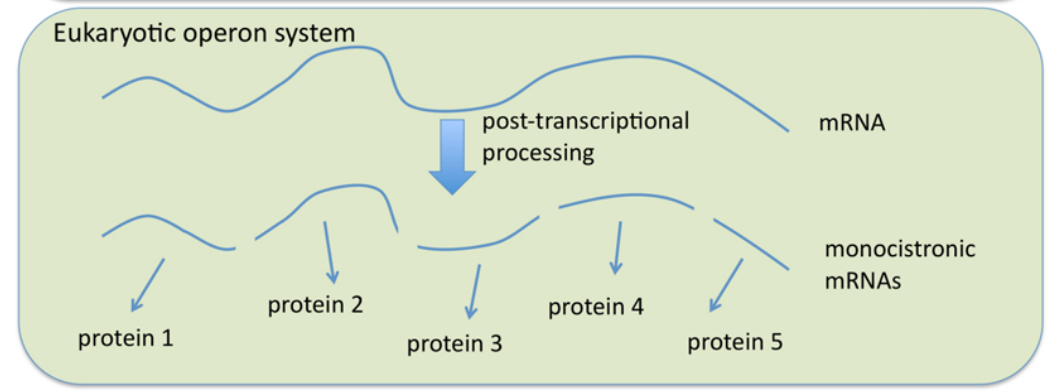 Eukaryotic operon system
post-transcriptional
processing
mRNA
monocistronic
mRNAs
protein 1
protein 2
protein 3
protein 4
protein 5